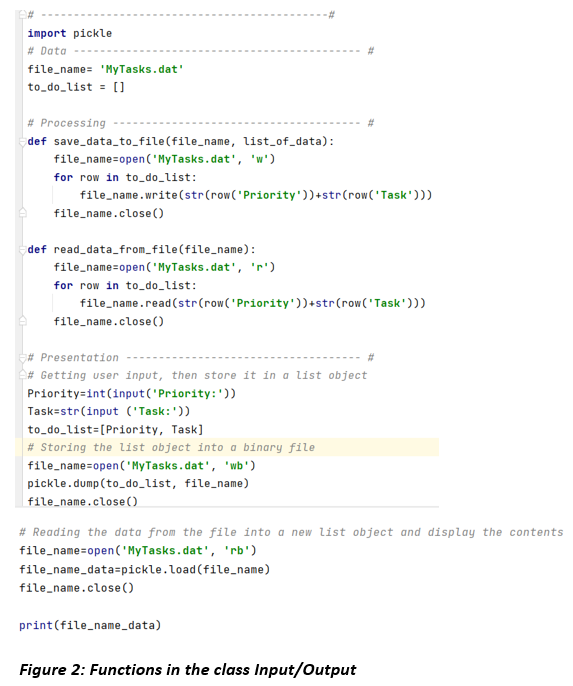 # --------------------------------------------#
import pickle
# Data -------------------------------------------- #
file_name= 'MyTasks.dat'
to_do_list = []
# Processing -------------------------------------- #
def save_data_to_file(file_name, list_of_data):
    file_name=open('MyTasks.dat', 'w')
    for row in to_do_list:
        file_name.write(str(row('Priority'))+str(row('Task')))
    file_name.close()
def read_data_from_file(file_name):
    file_name=open('MyTasks.dat', 'r')
    for row in to_do_list:
        file_name.read(str(row('Priority'))+str(row('Task')))
    file_name.close()
# Presentation ------------------------------------ #
# Getting user input, then store it in a list object
Priority=int(input('Priority:'))
Task=str(input ('Task:'))
to_do_list=[Priority, Task]
# Storing the list object into a binary file
file_name=open('MyTasks.dat', 'wb')
pickle.dump(to_do_list, file_name)
file_name.close()
# Reading the data from the file into a new list object and display the contents
file_name=open('MyTasks.dat', 'rb')
file_name_data=pickle.load(file_name)
file_name.close()
print(file_name_data)
Figure 2: Functions in the class Input/Output